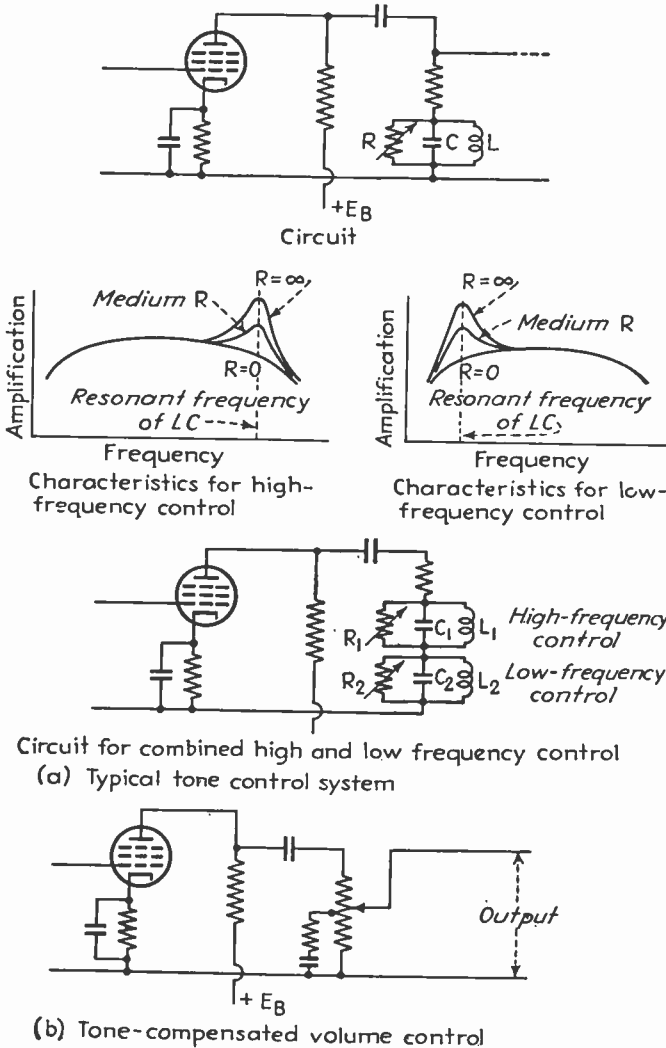 R
C
L
+E_B
Circuit
Amplification
R=∞
Medium R
R=0
Resonant frequency
of LC
Frequency
Characteristics for high-
frequency control
Amplification
R=∞
Medium R
R=0
Resonant frequency
of LC
Frequency
Characteristics for low-
frequency control
R₁
C₁
L₁
High-frequency
control
R₂
C₂
L₂
Low-frequency
control
Circuit for combined high and low frequency control
(a) Typical tone control system
Output
+ E_B
(b) Tone-compensated volume control